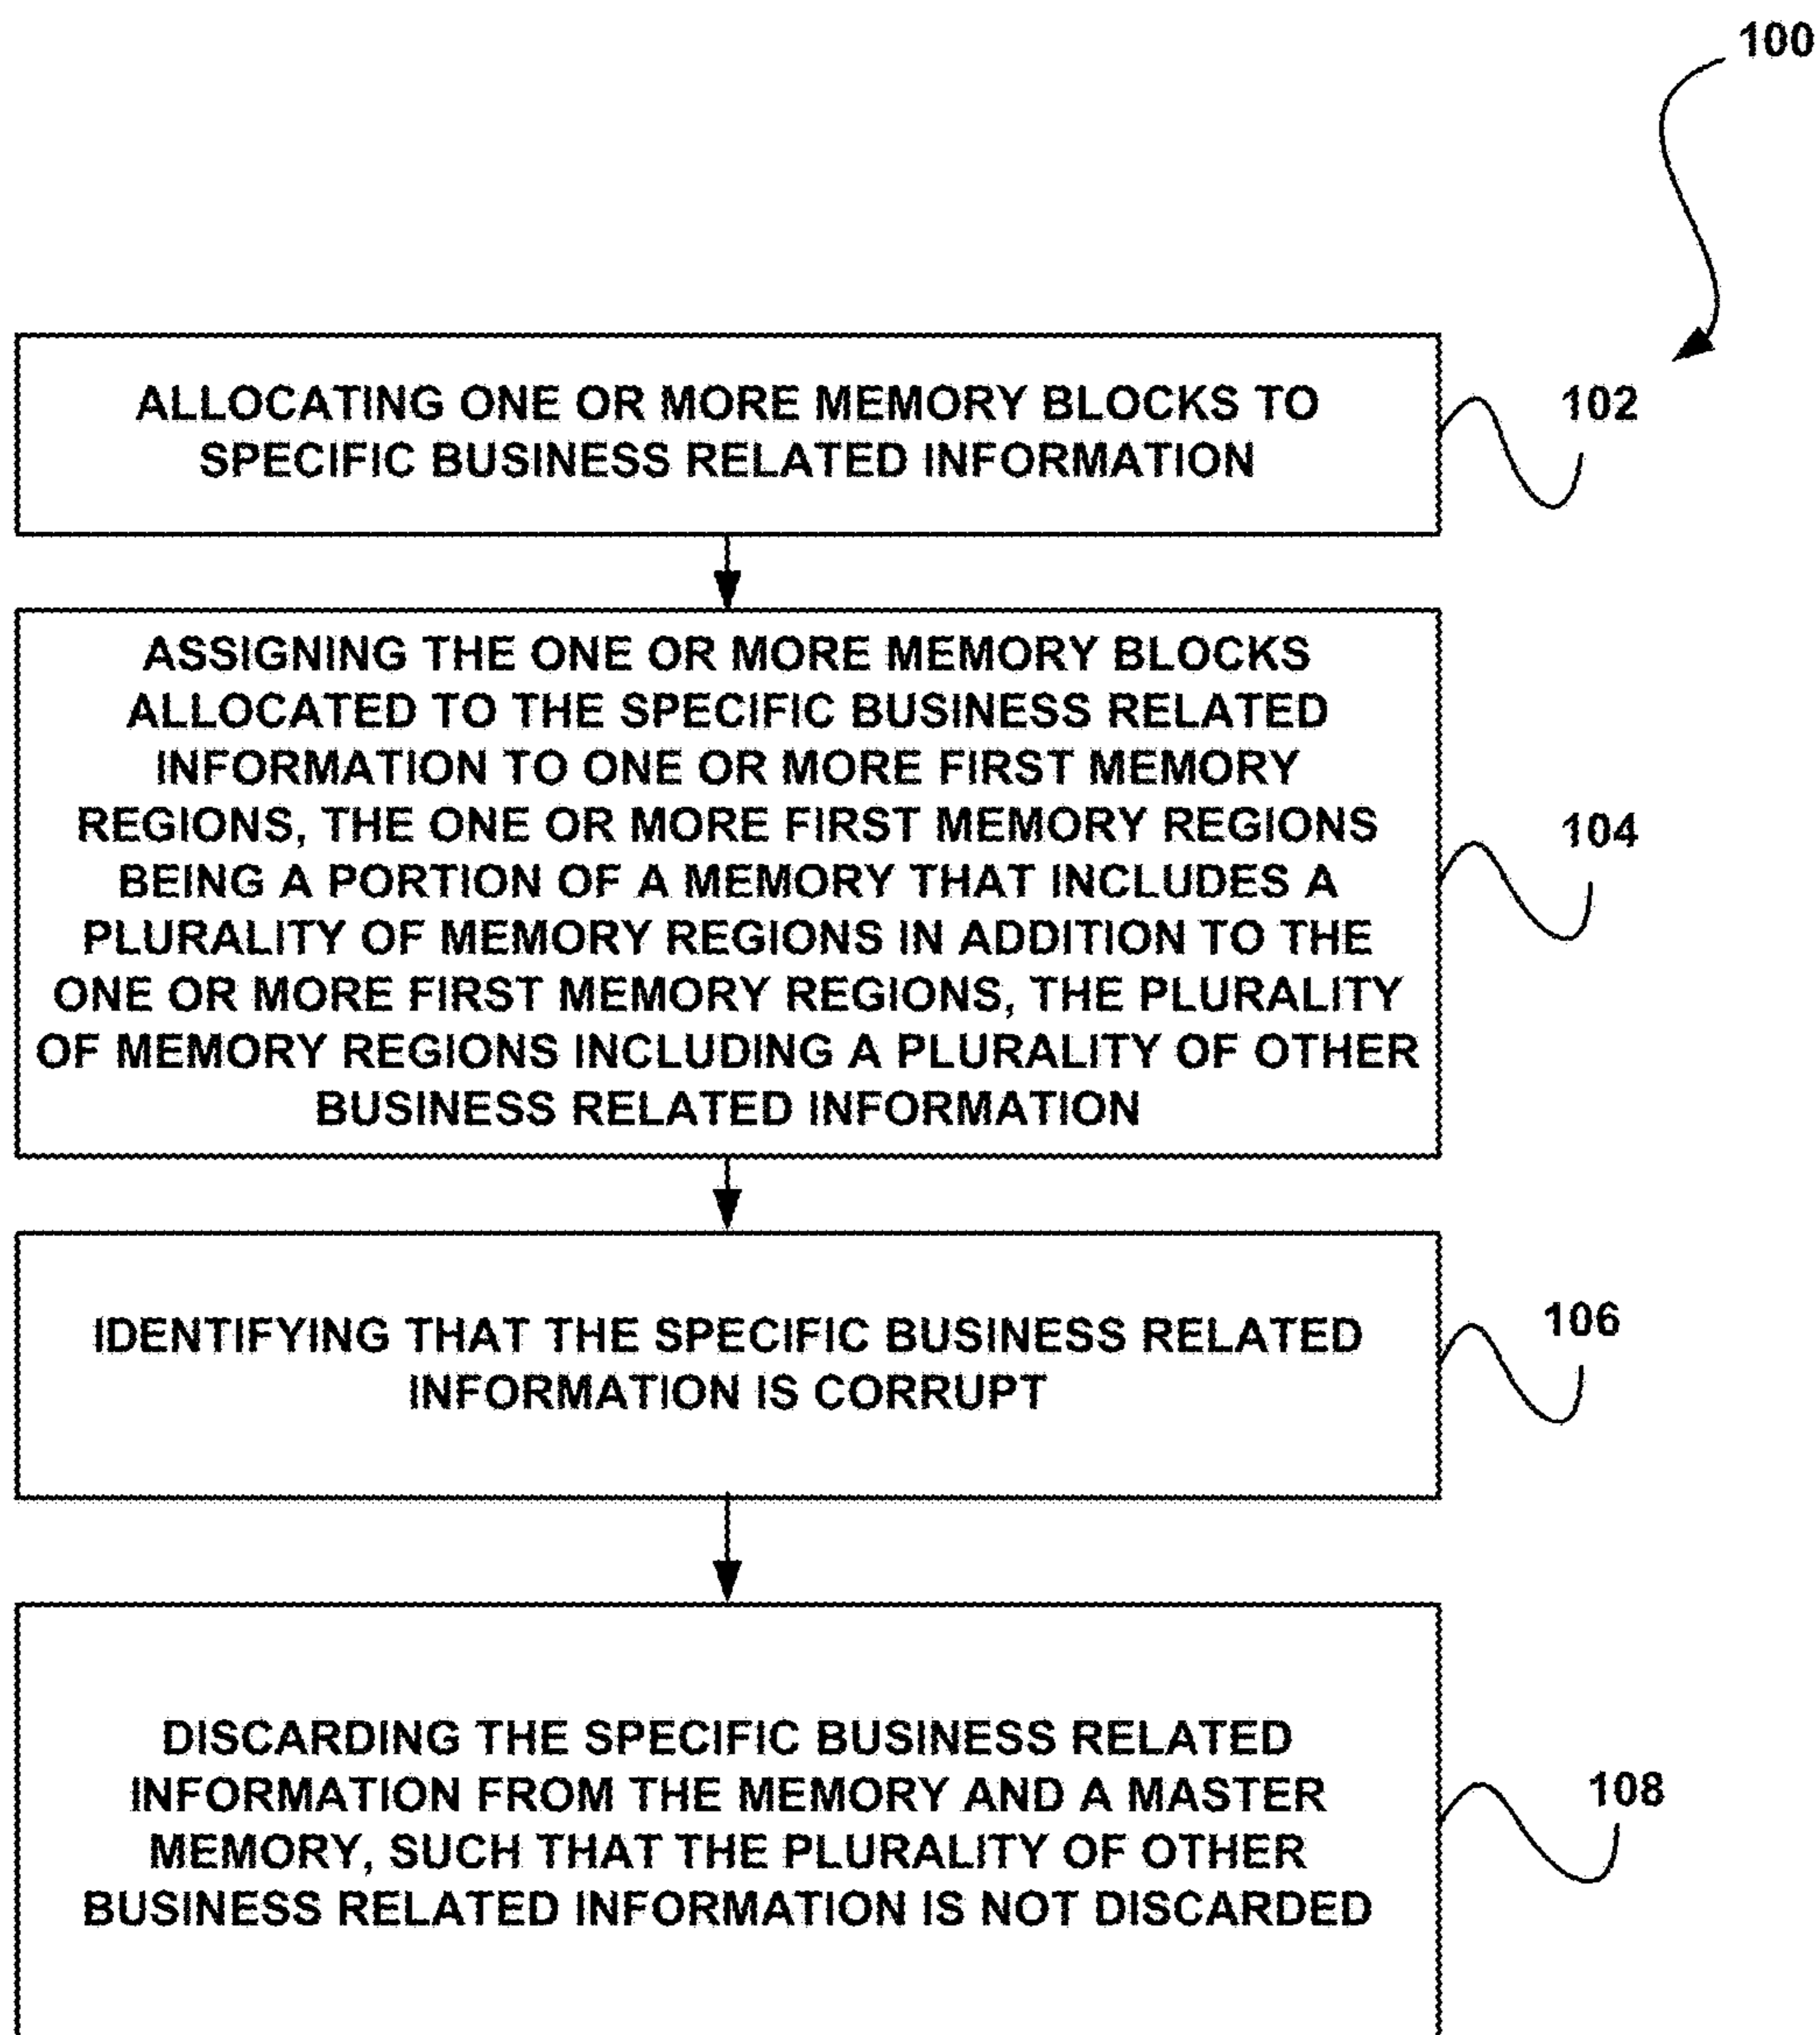 100
ALLOCATING ONE OR MORE MEMORY BLOCKS TO
SPECIFIC BUSINESS RELATED INFORMATION
102
ASSIGNING THE ONE OR MORE MEMORY BLOCKS
ALLOCATED TO THE SPECIFIC BUSINESS RELATED
INFORMATION TO ONE OR MORE FIRST MEMORY
REGIONS, THE ONE OR MORE FIRST MEMORY REGIONS
BEING A PORTION OF A MEMORY THAT INCLUDES A
PLURALITY OF MEMORY REGIONS IN ADDITION TO THE
ONE OR MORE FIRST MEMORY REGIONS, THE PLURALITY
OF MEMORY REGIONS INCLUDING A PLURALITY OF OTHER
BUSINESS RELATED INFORMATION
104
IDENTIFYING THAT THE SPECIFIC BUSINESS RELATED
INFORMATION IS CORRUPT
106
DISCARDING THE SPECIFIC BUSINESS RELATED
INFORMATION FROM THE MEMORY AND A MASTER
MEMORY, SUCH THAT THE PLURALITY OF OTHER
BUSINESS RELATED INFORMATION IS NOT DISCARDED
108